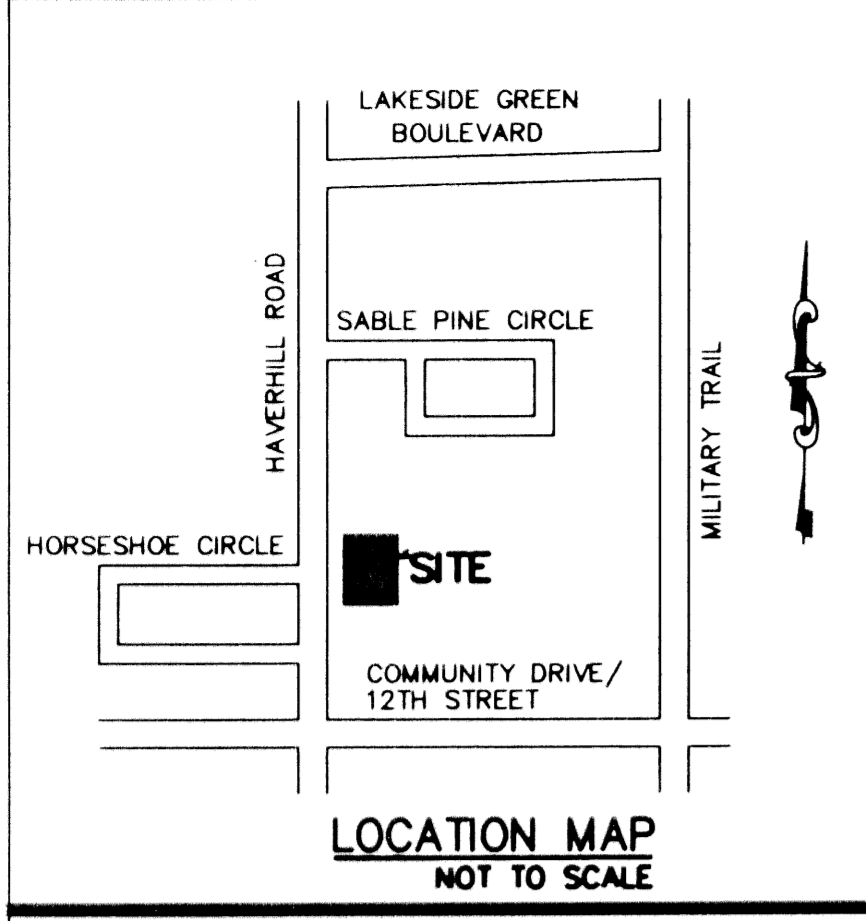 LAKESIDE GREEN
BOULEVARD
HAVERHILL ROAD
SABLE PINE CIRCLE
MILITARY TRAIL
HORSESHOE CIRCLE
SITE
COMMUNITY DRIVE/
12TH STREET
LOCATION MAP
NOT TO SCALE